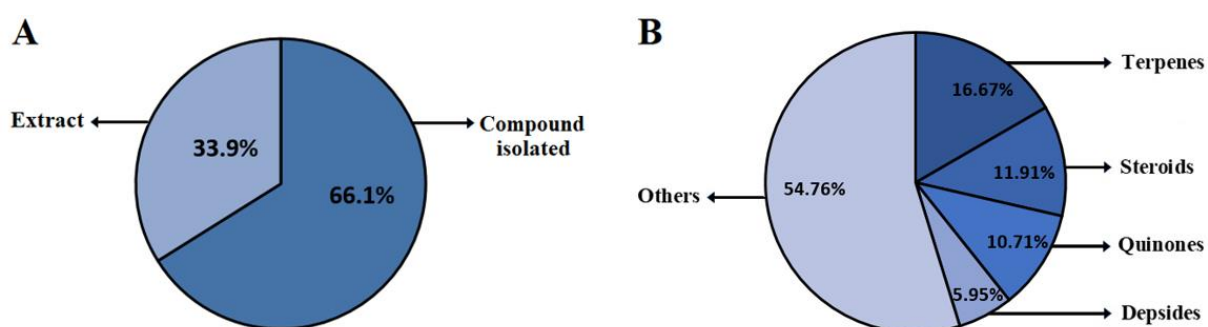 A
Extract
33.9%
66.1%
Compound
isolated
B
Terpenes
16.67%
Steroids
11.91%
Others
54.76%
Quinones
10.71%
Depsides
5.95%